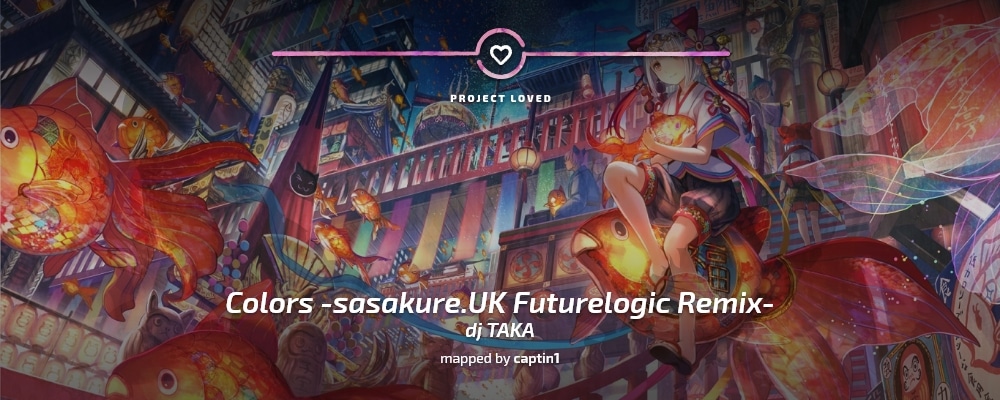 PROJECT LOVED
Colors -sasakure.UK Futurelogic Remix-
dj TAKA
mapped by captin1